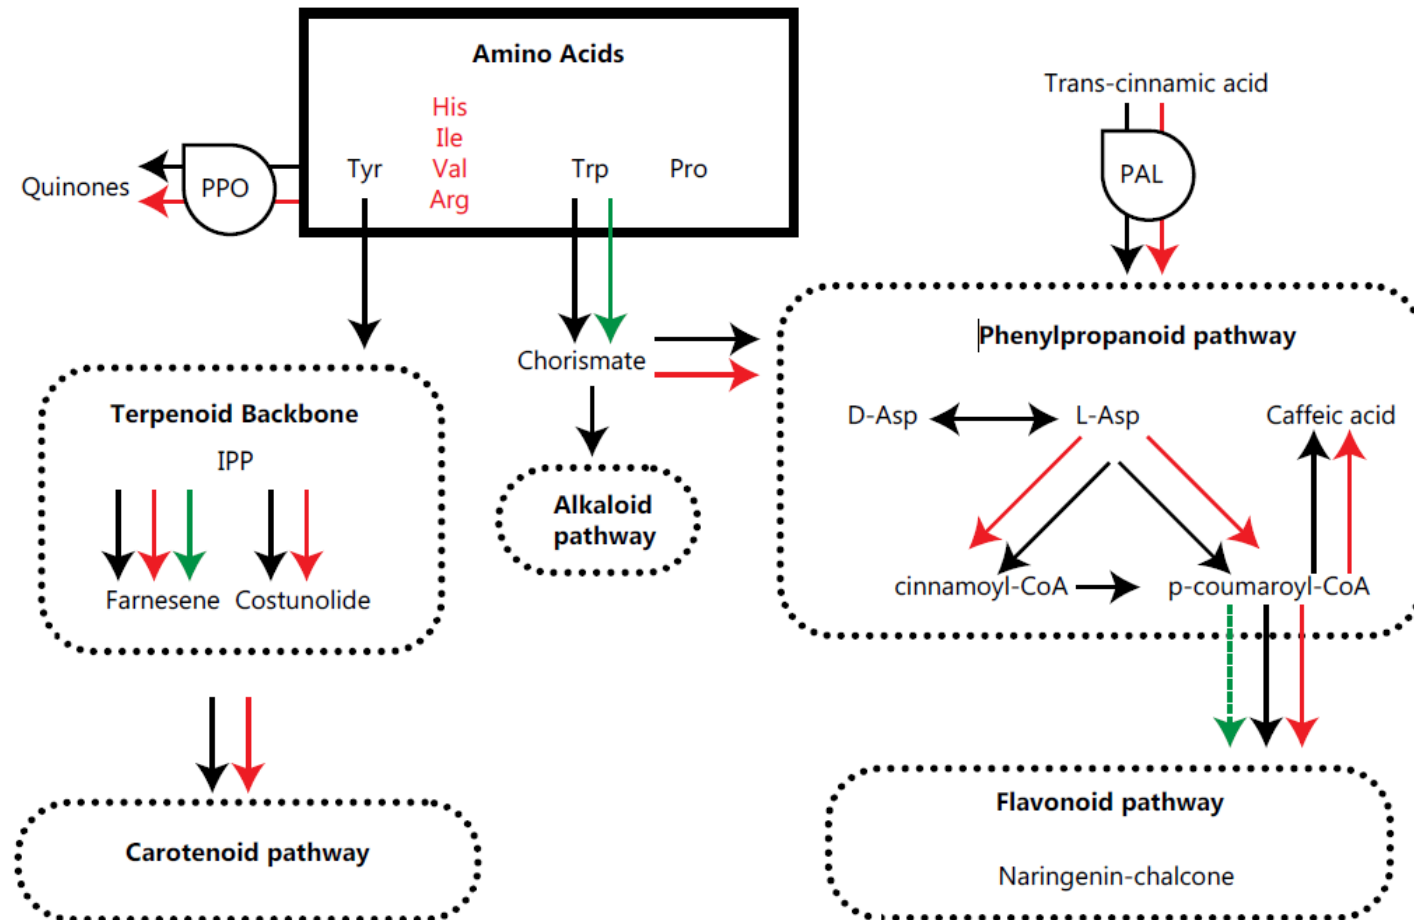 Amino Acids
Trans-cinnamic acid
His
Ile
Val
Arg
Tyr
Trp
Pro
Quinones
PPO
PAL
Phenylpropanoid pathway
Chorismate
Terpenoid Backbone
IPP
D-Asp
L-Asp
Caffeic acid
Alkaloid
pathway
cinnamoyl-CoA
p-coumaroyl-CoA
Farnesene
Costunolide
Flavonoid pathway
Carotenoid pathway
Naringenin-chalcone